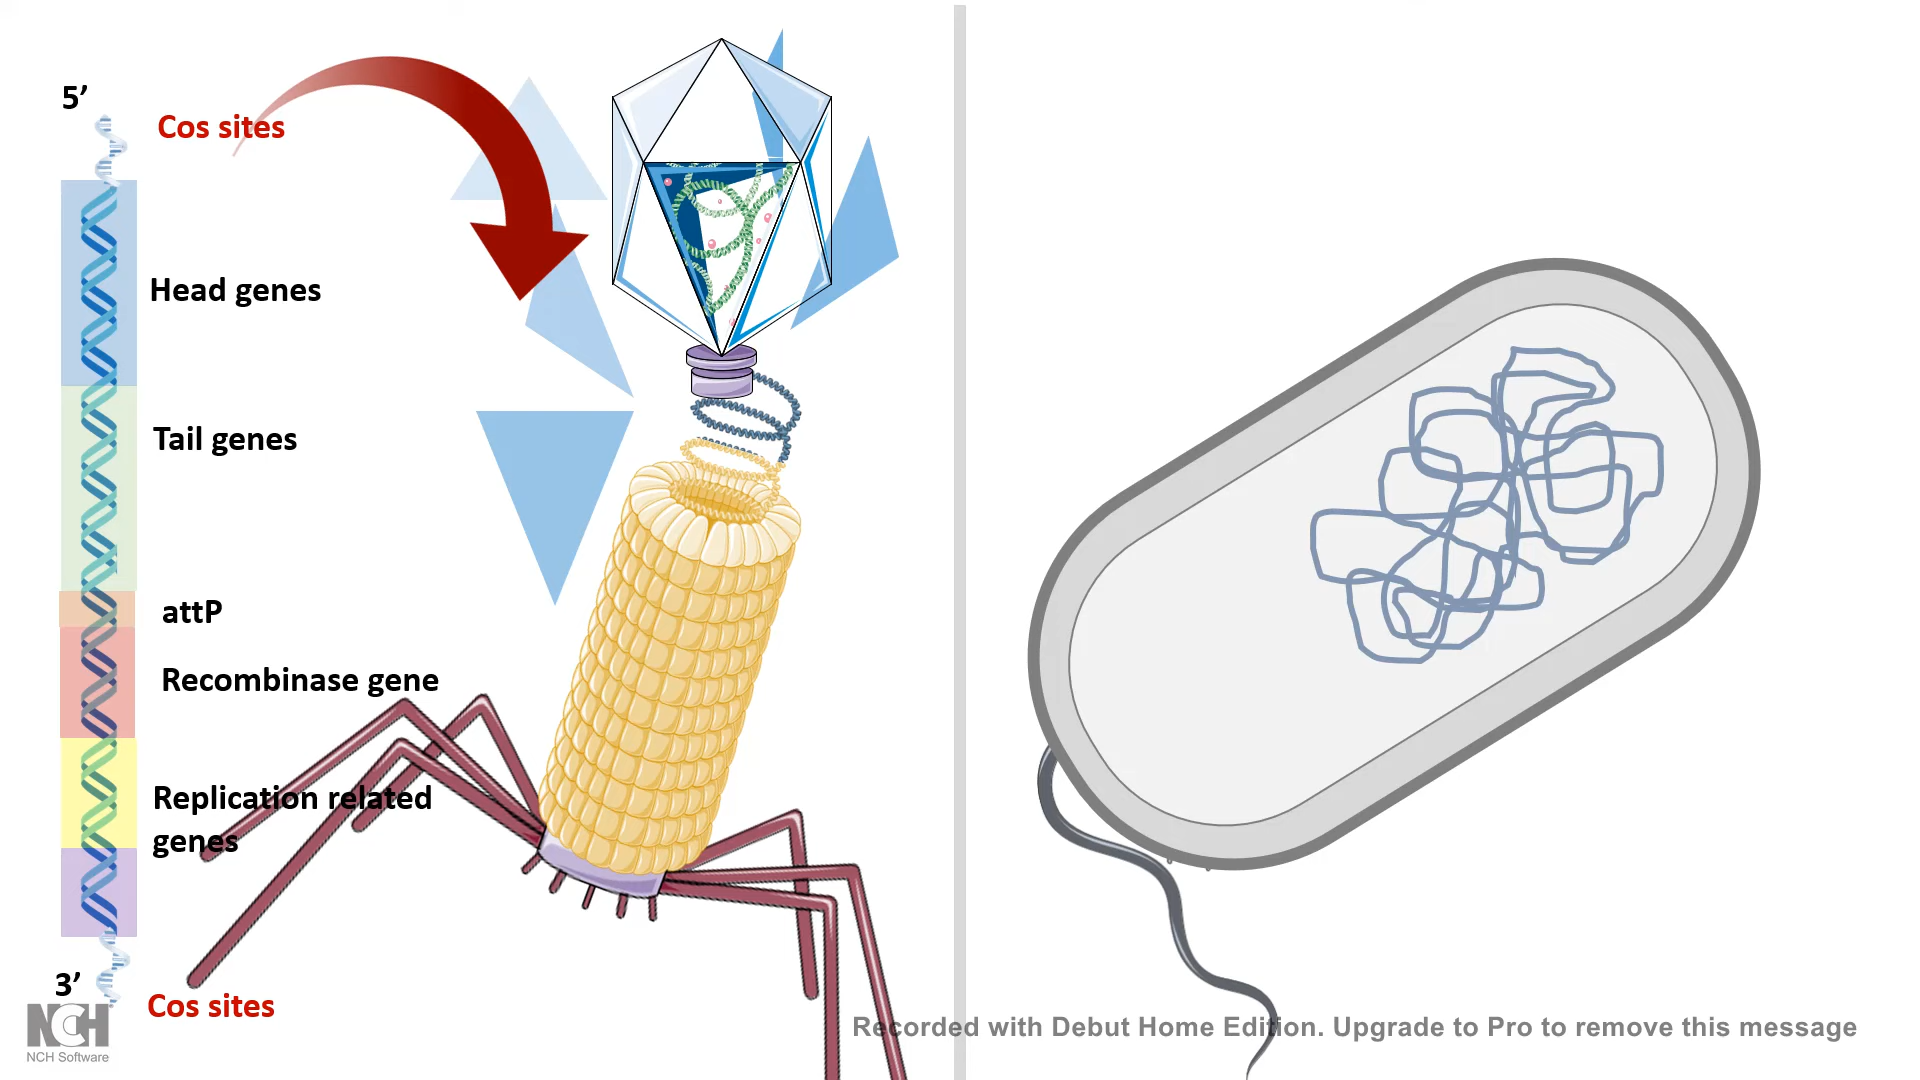 5’
Cos sites
Head genes
Tail genes
attP
Recombinase gene
Replication related
genes
3’
Cos sites
NCH
NCH Software
Recorded with Debut Home Edition. Upgrade to Pro to remove this message